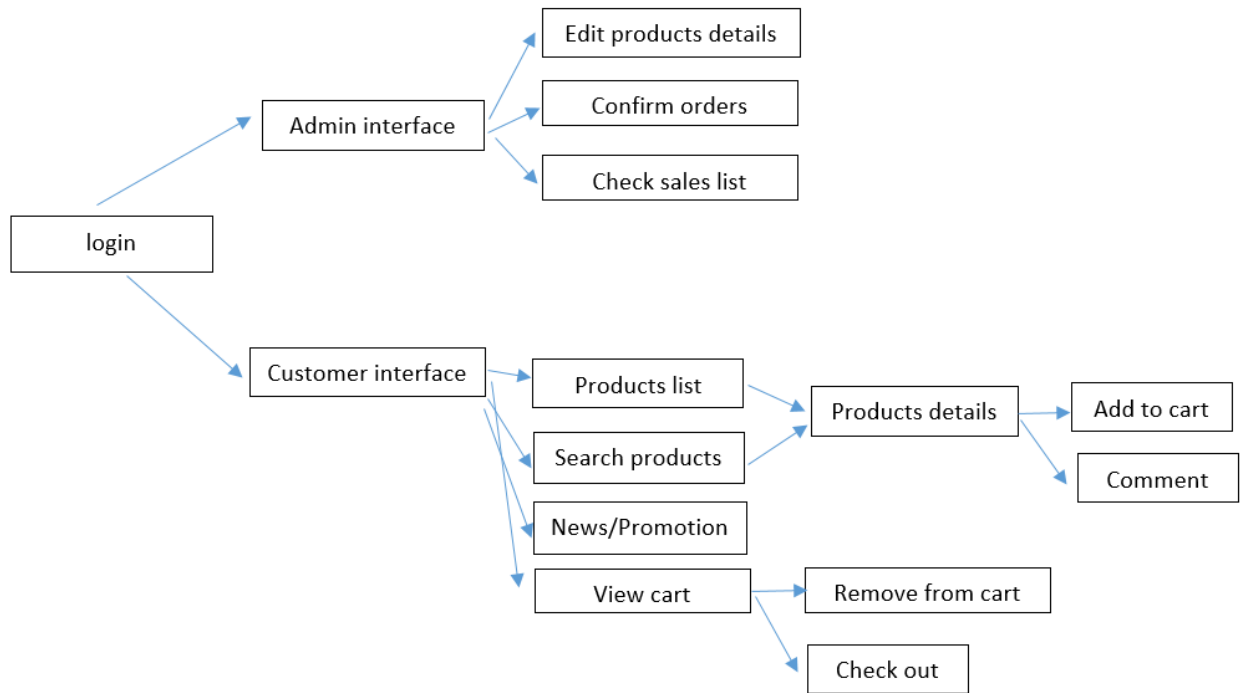 Edit products details
Confirm orders
Admin interface
Check sales list
login
Customer interface
Products list
Products details
Add to cart
Search products
Comment
News/Promotion
View cart
Remove from cart
Check out